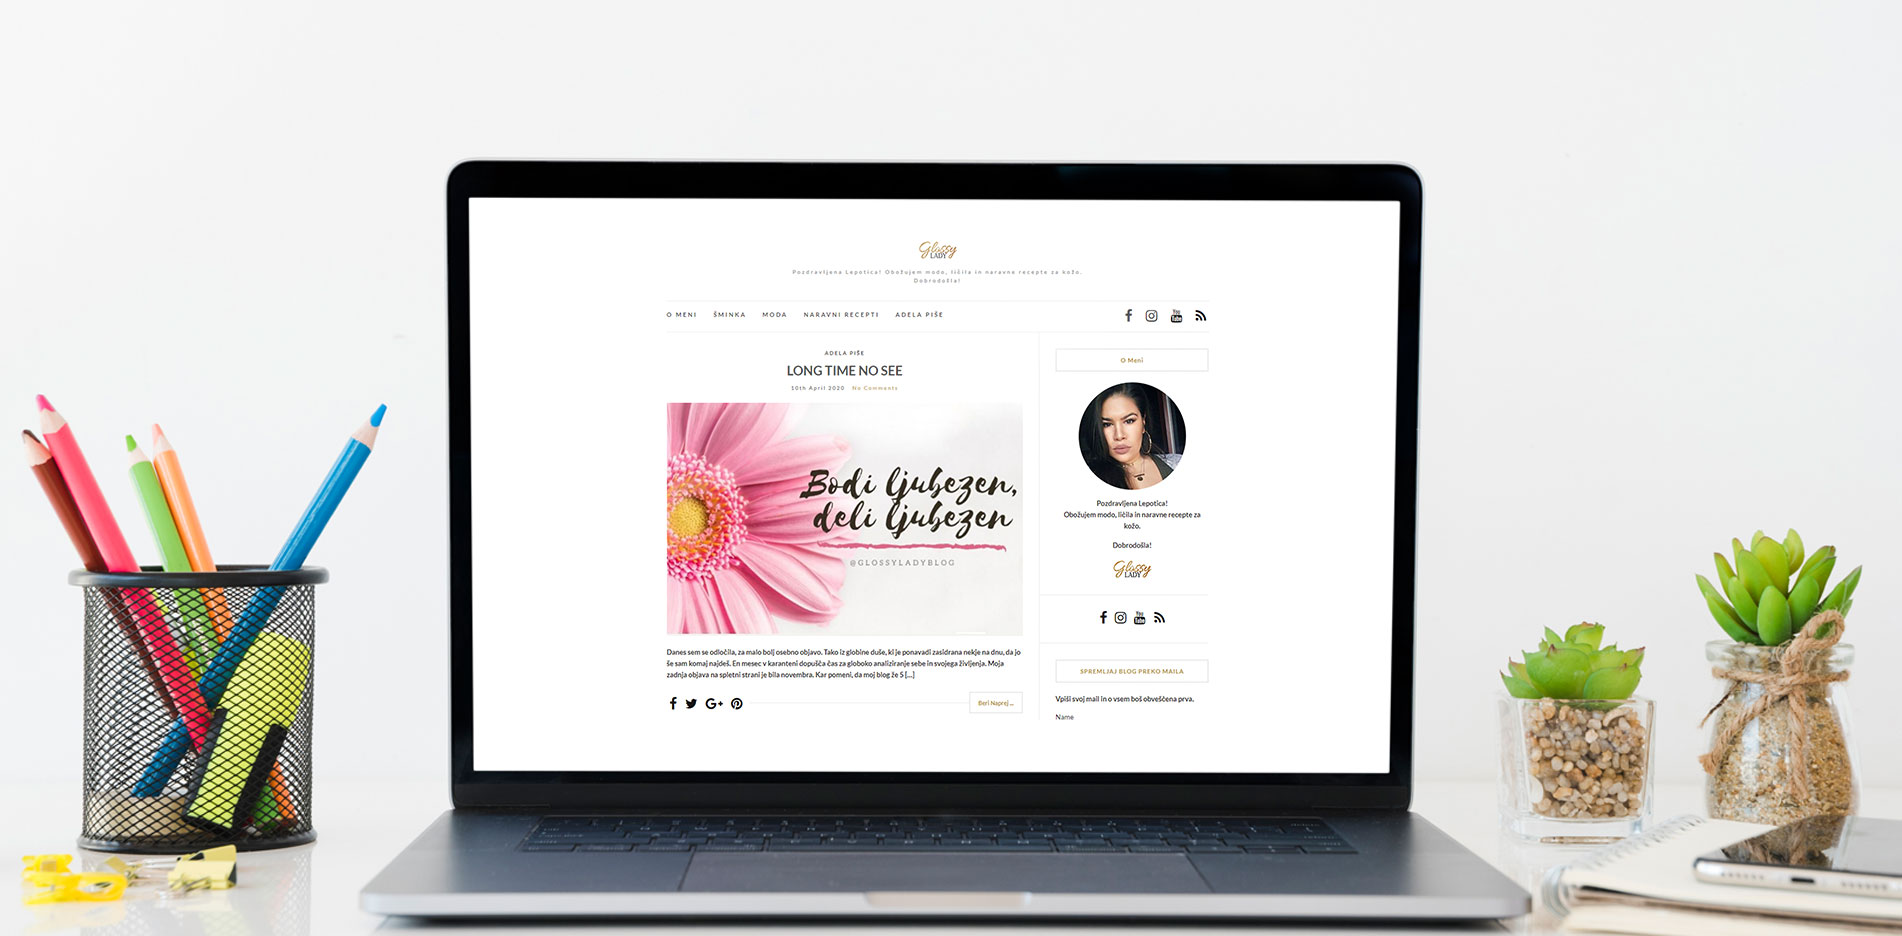 Glossy
LADY
Pozdravljena Lepotica! Obožujem modo, ličila in naravne recepte za kožo.
Dobrodošla!
O MENI ŠMINKA MODA NARAVNI RECEPTI ADELA PIŠE
You
Tube
ADELA PIŠE
LONG TIME NO SEE
10th April 2020 No Comments
Bodi ljubezen,
deli ljubezen
@GLOSSYLADYBLOG
Danes sem se odločila, za malo bolj osebno objavo. Tako iz globine duše, ki je ponavadi zasidrana nekje na dnu, da jo
še sam komaj najdeš. En mesec v karanteni dopušča čas za globoko analiziranje sebe in svojega življenja. Moja
zadnja objava na spletni strani je bila novembra. Kar pomeni, da moj blog že 5 [...]
G+
Beri Naprej ...
O Meni
Pozdravljena Lepotica!
Obožujem modo, ličila in naravne recepte za
kožo.
Dobrodošla!
Glossy
LADY
You
Tube
SPREMLJAJ BLOG PREKO MAILA
Vpiši svoj mail in o vsem boš obveščena prva.
Name